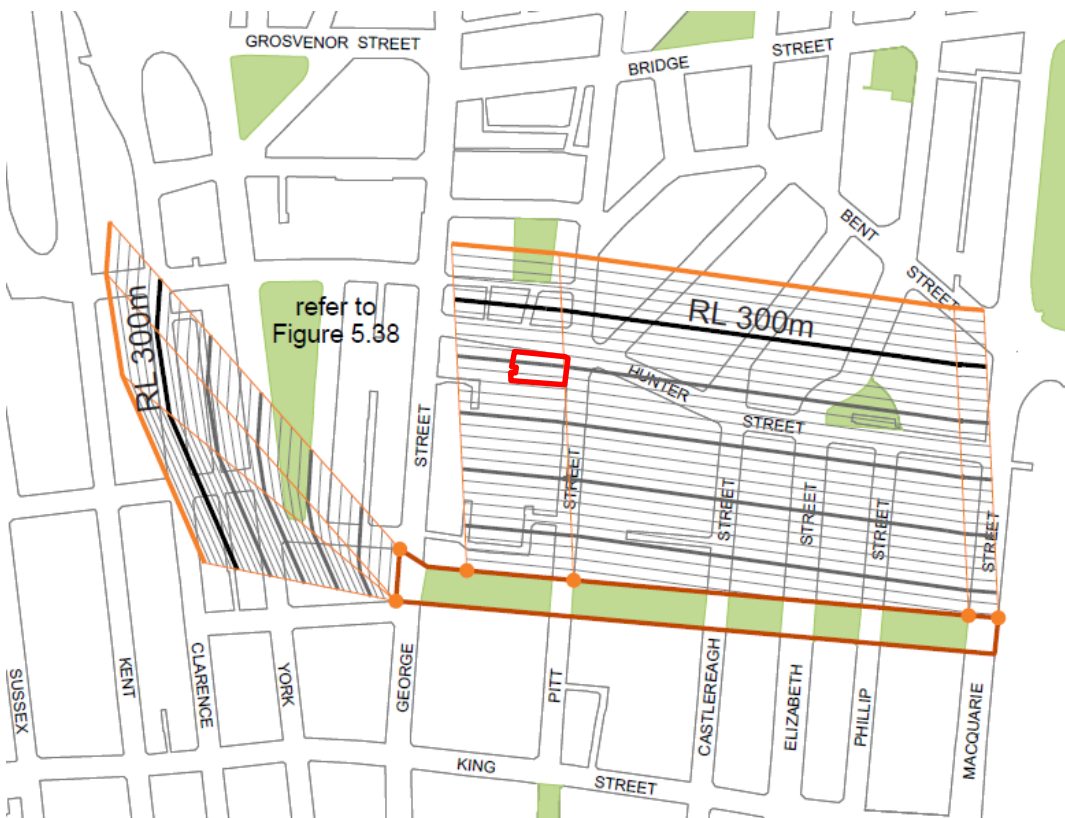 GROSVENOR STREET
BRIDGE
STREET
BENT
STREET
refer to
Figure 5.38
RL 300m
RL 300m
HUNTER
STREET
STREET
STREET
STREET
STREET
STREET
STREET
SUSSEX
KENT
CLARENCE
YORK
GEORGE
PITT
CASTLEREAGH
ELIZABETH
PHILLIP
MACQUARIE
KING
STREET